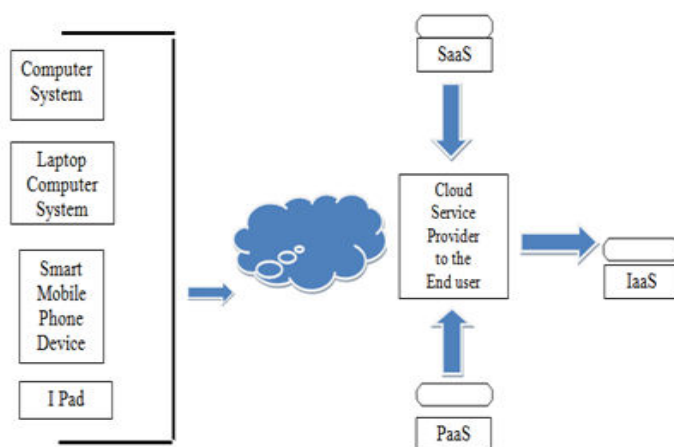 Computer
System
Laptop
Computer
System
Smart
Mobile
Phone
Device
I Pad
SaaS
Cloud
Service
Provider
to the
End user
IaaS
PaaS